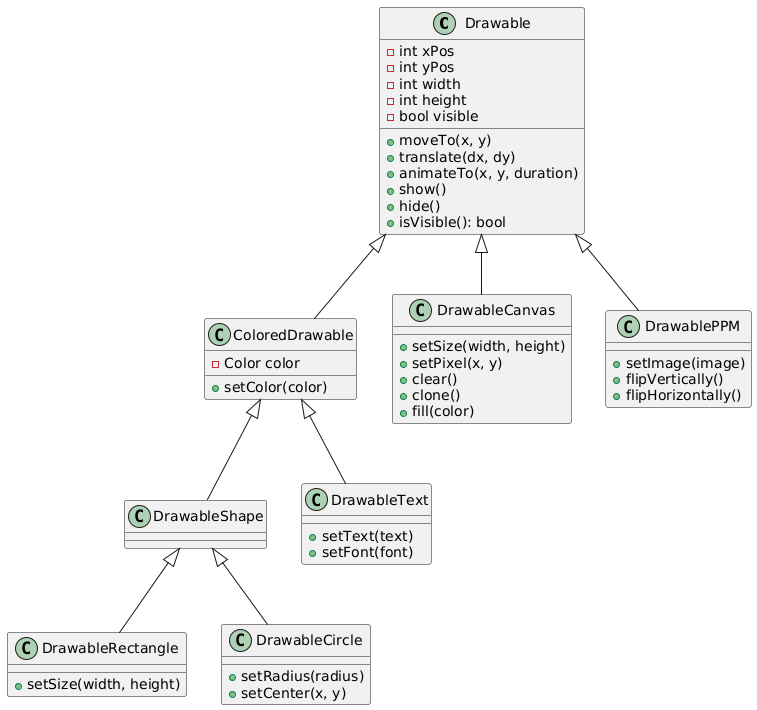 C Drawable
int xPos
int yPos
int width
int height
bool visible
moveTo(x, y)
translate(dx, dy)
animateTo(x, y, duration)
show()
hide()
isVisible(): bool
C ColoredDrawable
Color color
setColor(color)
C DrawableCanvas
setSize(width, height)
setPixel(x, y)
clear()
clone()
fill(color)
C DrawablePPM
setImage(image)
flipVertically()
flipHorizontally()
C DrawableShape
C DrawableText
setText(text)
setFont(font)
C DrawableRectangle
setSize(width, height)
C DrawableCircle
setRadius(radius)
setCenter(x, y)